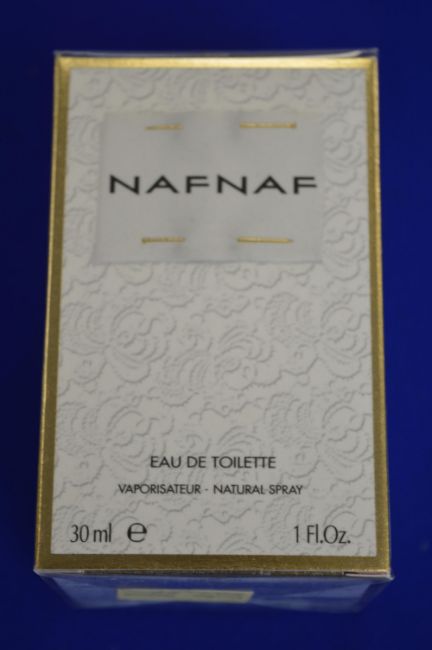 NAFNAF
EAU DE TOILETTE
VAPORISATEUR - NATURAL SPRAY
30 ml ℮ 1 Fl.Oz.